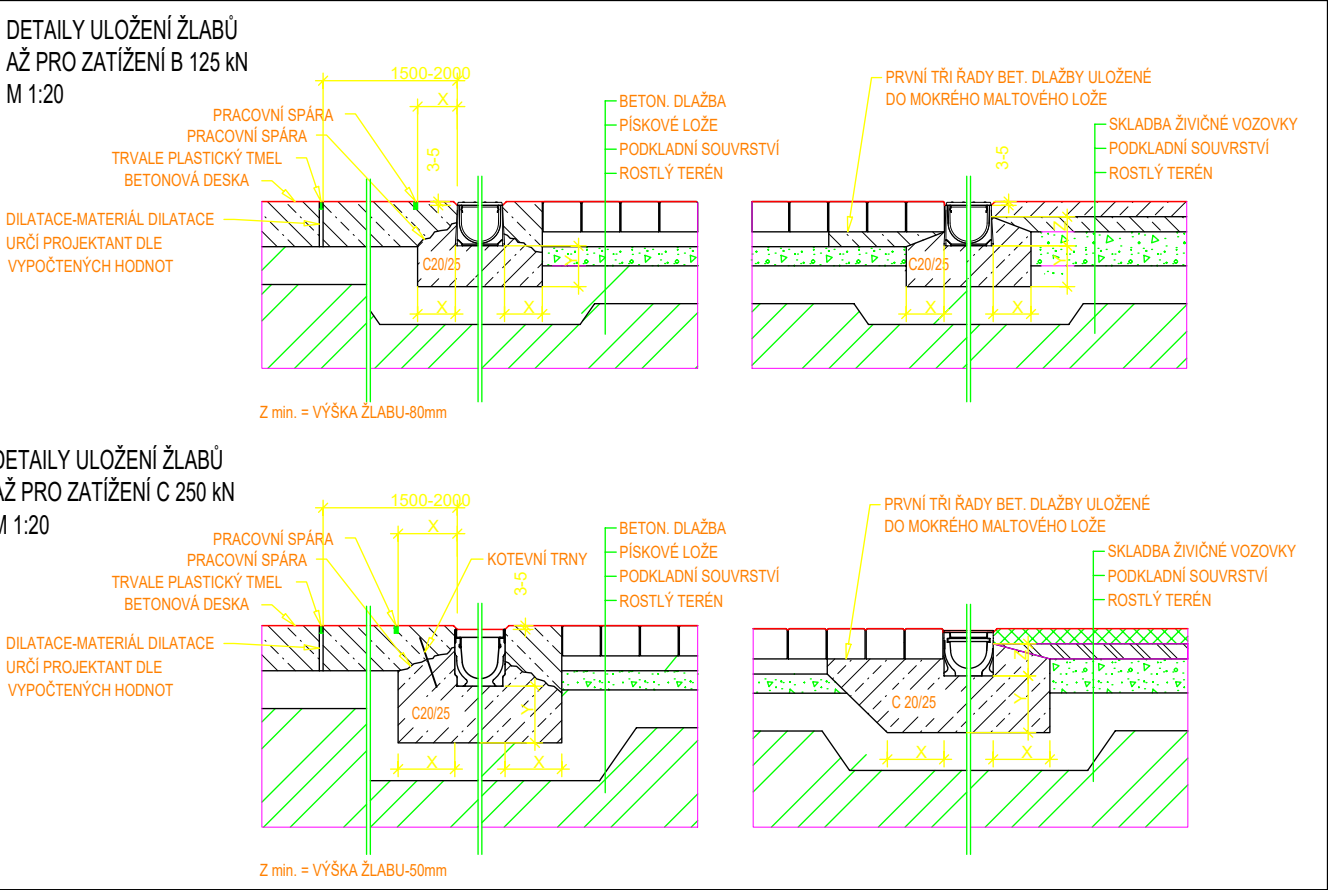 DETAILY ULOŽENÍ ŽLABŮ
AŽ PRO ZATÍŽENÍ B 125 kN
M 1:20
1500-2000
X
PRACOVNÍ SPÁRA
PRACOVNÍ SPÁRA
TRVALE PLASTICKÝ TMEL
BETONOVÁ DESKA
DILATACE-MATERIÁL DILATACE
URČÍ PROJEKTANT DLE
VYPOČTENÝCH HODNOT
3-5
BETON. DLAŽBA
PÍSKOVÉ LOŽE
PODKLADNÍ SOUVRSTVÍ
ROSTLÝ TERÉN
C20/25
Y
X
X
Z min. = VÝŠKA ŽLABU-80mm
PRVNÍ TŘI ŘADY BET. DLAŽBY ULOŽENÉ
DO MOKRÉHO MALTOVÉHO LOŽE
3-5
SKLADBA ŽIVIČNÉ VOZOVKY
PODKLADNÍ SOUVRSTVÍ
ROSTLÝ TERÉN
C20/25
Z
Y
X
X
DETAILY ULOŽENÍ ŽLABŮ
AŽ PRO ZATÍŽENÍ C 250 kN
M 1:20
1500-2000
X
PRACOVNÍ SPÁRA
PRACOVNÍ SPÁRA
TRVALE PLASTICKÝ TMEL
BETONOVÁ DESKA
DILATACE-MATERIÁL DILATACE
URČÍ PROJEKTANT DLE
VYPOČTENÝCH HODNOT
KOTEVNÍ TRNY
3-5
BETON. DLAŽBA
PÍSKOVÉ LOŽE
PODKLADNÍ SOUVRSTVÍ
ROSTLÝ TERÉN
C20/25
Y
X
X
Z min. = VÝŠKA ŽLABU-50mm
PRVNÍ TŘI ŘADY BET. DLAŽBY ULOŽENÉ
DO MOKRÉHO MALTOVÉHO LOŽE
SKLADBA ŽIVIČNÉ VOZOVKY
PODKLADNÍ SOUVRSTVÍ
ROSTLÝ TERÉN
C 20/25
Z
Y
X
X